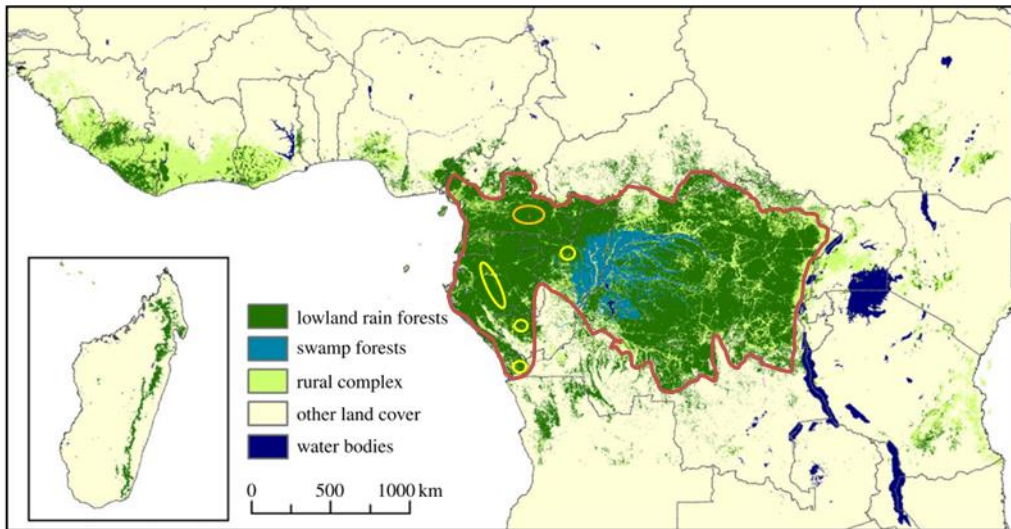 lowland rain forests
swamp forests
rural complex
other land cover
water bodies
0 500 1000 km